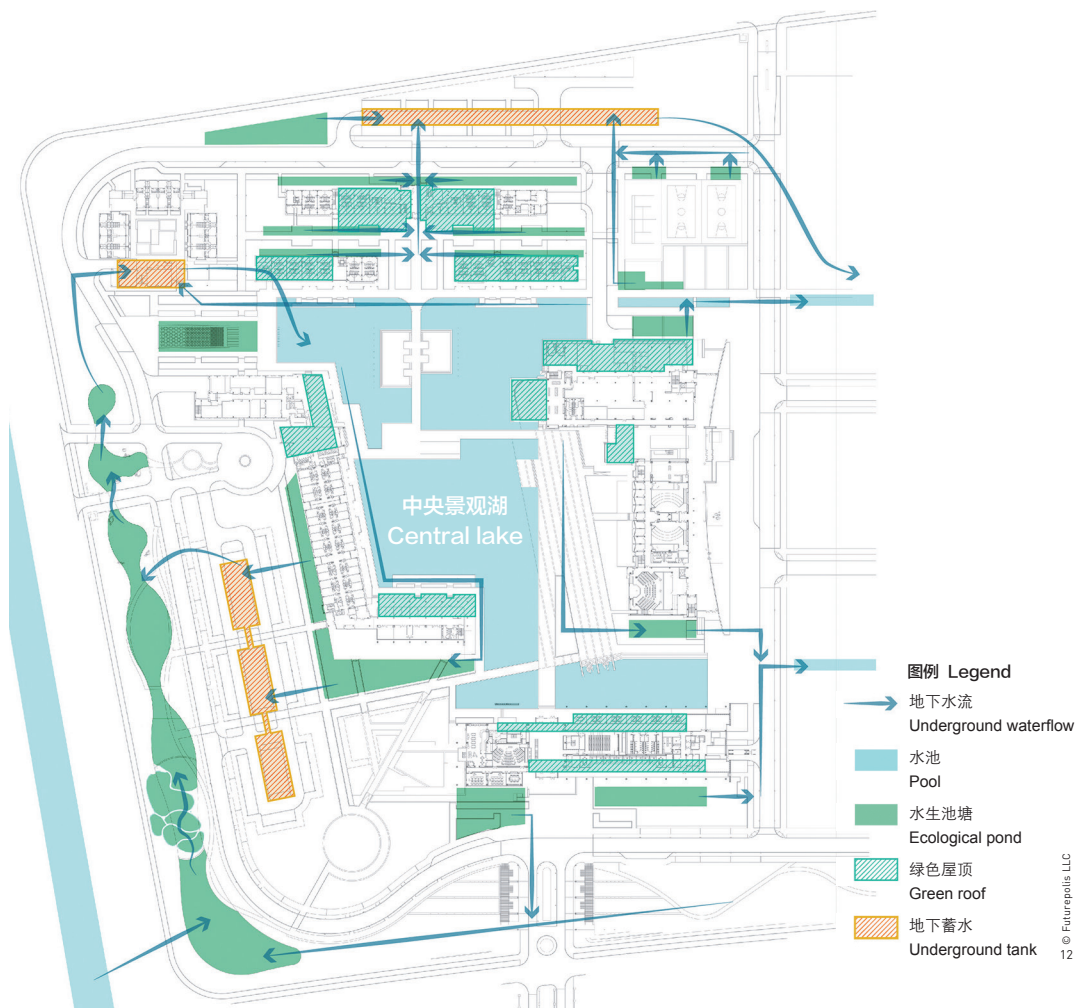 中央景观湖
Central lake
图例 Legend
地下水流
Underground waterflow
水池
Pool
水生池塘
Ecological pond
绿色屋顶
Green roof
地下蓄水
Underground tank
12 © Futurepolis LLC